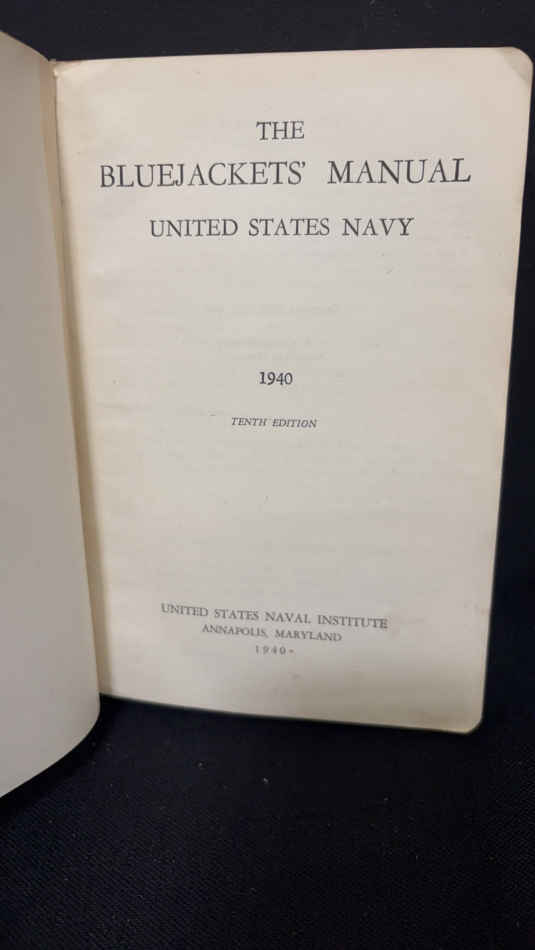 THE
BLUEJACKETS' MANUAL
UNITED STATES NAVY
1940
TENTH EDITION
UNITED STATES NAVAL INSTITUTE
ANNAPOLIS, MARYLAND
1940